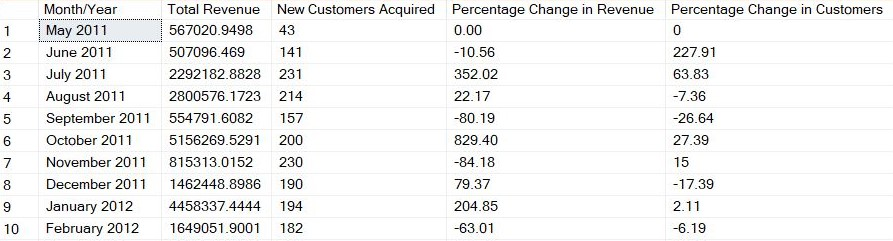 Month/Year Total Revenue New Customers Acquired Percentage Change in Revenue Percentage Change in Customers
1 May 2011 567020.9498 43 0.00 0
2 June 2011 507096.469 141 -10.56 227.91
3 July 2011 2292182.8828 231 352.02 63.83
4 August 2011 2800576.1723 214 22.17 -7.36
5 September 2011 554791.6082 157 -80.19 -26.64
6 October 2011 5156269.5291 200 829.40 27.39
7 November 2011 815313.0152 230 -84.18 15
8 December 2011 1462448.8986 190 79.37 -17.39
9 January 2012 4458337.4444 194 204.85 2.11
10 February 2012 1649051.9001 182 -63.01 -6.19